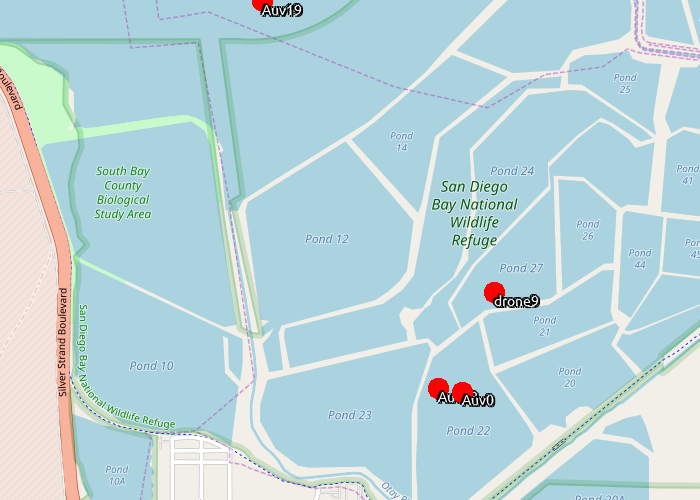 Auv19
Boulevard
Pond
25
Pond
14
Pond 24
Pond
41
South Bay
County
Biological
Study Area
San Diego
Bay National
Wildlife
Refuge
Pond
26
Pond 12
Pond
44
Pond 27
drone9
Silver Strand Boulevard
San Diego Bay National Wildlife Refuge
Pond
21
Pond 10
Pond
20
Auv0
Pond 23
Pond 22
Pond
10A
Pond 20A